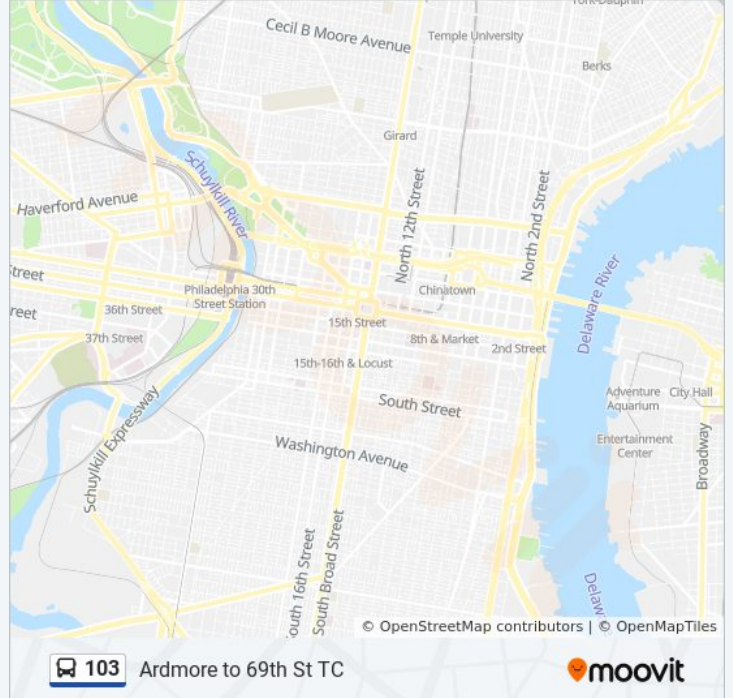 York-Dauphin
Cecil B Moore Avenue
Temple University
Berks
Girard
Schuylkill River
Haverford Avenue
North 12th Street
North 2nd Street
Delaware River
Street
Philadelphia 30th
Street Station
Chinatown
reet
36th Street
15th Street
37th Street
8th & Market
2nd Street
15th-16th & Locust
Adventure
Aquarium
City Hall
South Street
Schuylkill Expressway
Washington Avenue
Entertainment
Center
Broadway
outh 16th Street
South Broad Street
Delaw
© OpenStreetMap contributors | © OpenMapTiles
103 Ardmore to 69th St TC
moovit